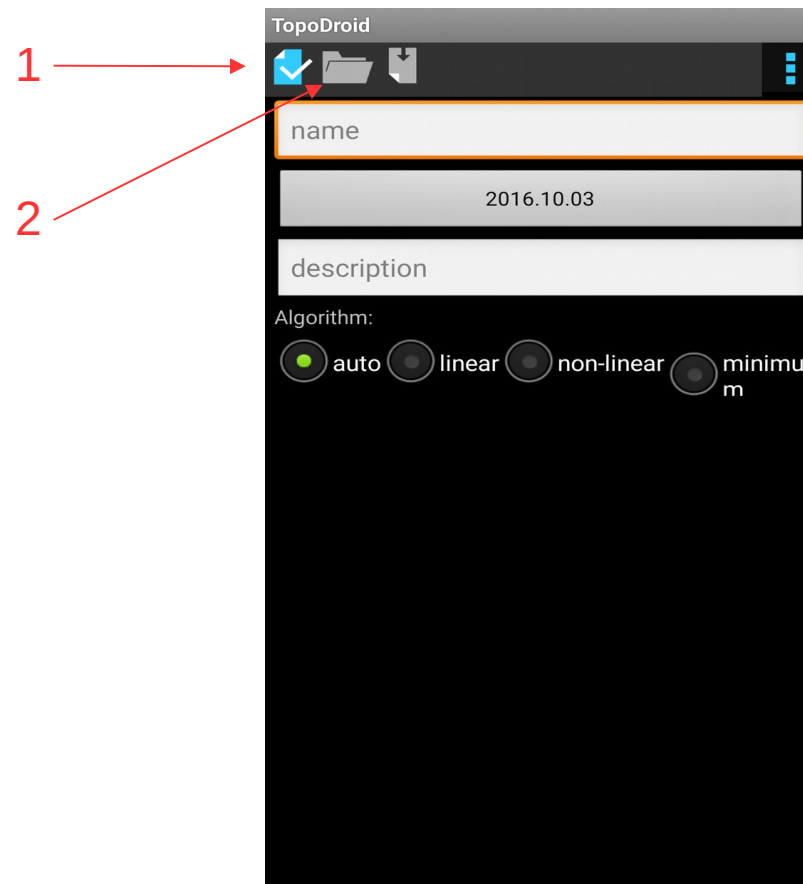 TopoDroid
1
name
2
2016.10.03
description
Algorithm:
auto linear non-linear minimu
m